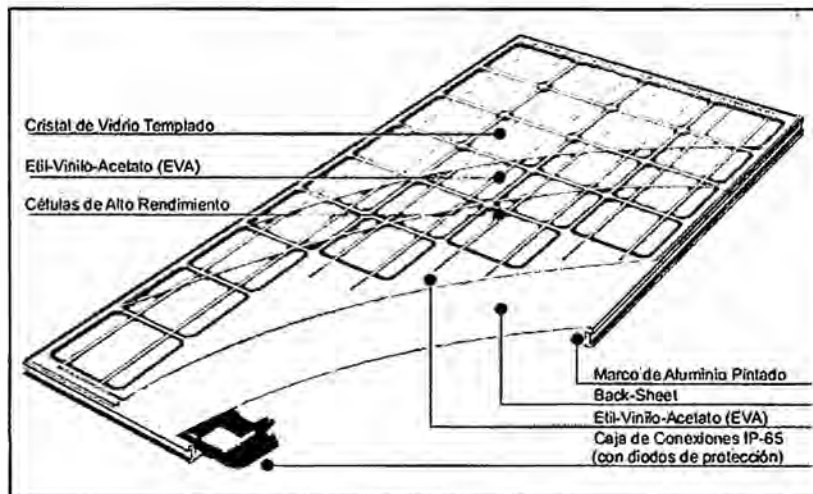 Cristal de Vidrio Templado
Etil-Vinilo-Acetato (EVA)
Células de Alto Rendimiento
Marco de Aluminio Pintado
Back-Sheet
Etil-Vinilo-Acetato (EVA)
Caja de Conexiones IP-65
(con diodos de protección)